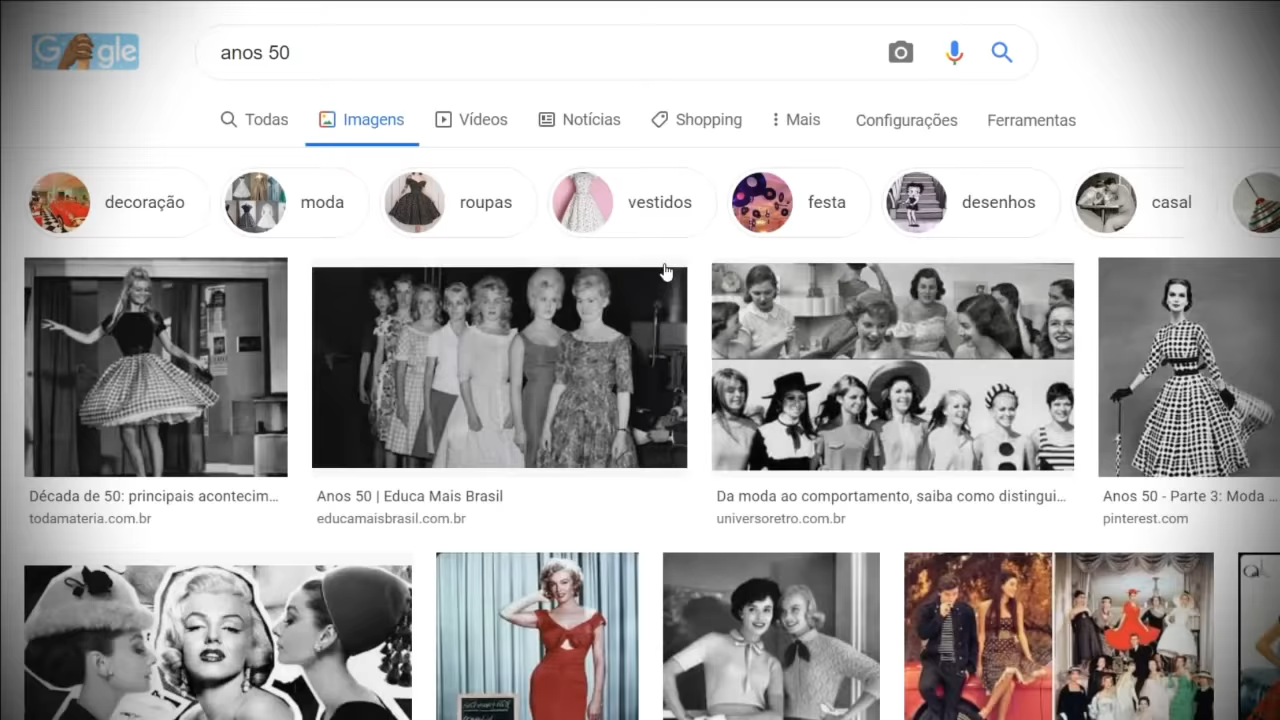 Google
anos 50
Todas
Imagens
Vídeos
Notícias
Shopping
Mais
Configurações
Ferramentas
decoração
moda
roupas
vestidos
festa
desenhos
casal
Década de 50: principais acontecim...
todamateria.com.br
Anos 50 | Educa Mais Brasil
educamaisbrasil.com.br
Da moda ao comportamento, saiba como distingui...
universoretro.com.br
Anos 50 - Parte 3: Moda ...
pinterest.com